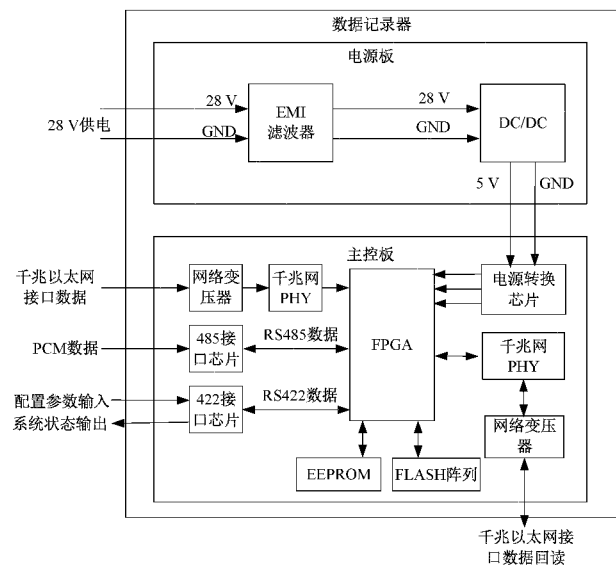 数据记录器
电源板
28 V供电
28 V
GND
EMI
滤波器
28 V
GND
DC/DC
5 V
GND
主控板
千兆以太网
接口数据
网络变
压器
千兆网
PHY
FPGA
电源转换
芯片
PCM数据
485接
口芯片
RS485数据
千兆网
PHY
配置参数输入
系统状态输出
422接
口芯片
RS422数据
网络变压
器
EEPROM
FLASH阵列
千兆以太网接
口数据回读